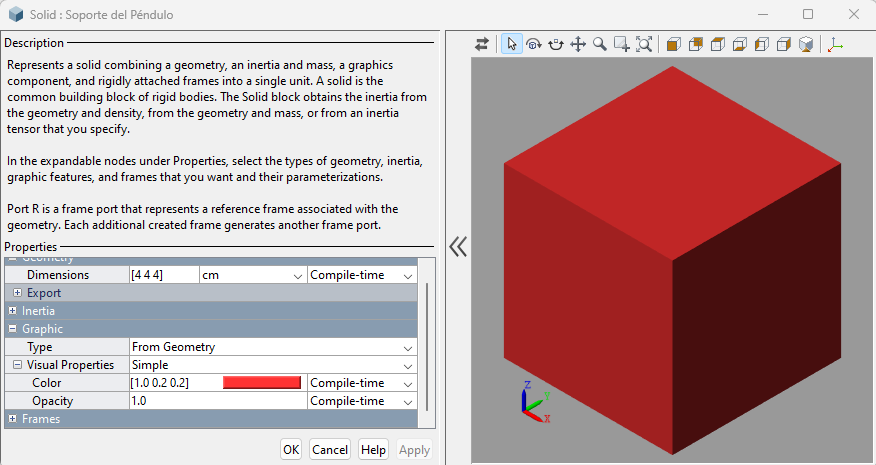 Solid : Soporte del Péndulo
Description
Represents a solid combining a geometry, an inertia and mass, a graphics
component, and rigidly attached frames into a single unit. A solid is the
common building block of rigid bodies. The Solid block obtains the inertia from
the geometry and density, from the geometry and mass, or from an inertia
tensor that you specify.
In the expandable nodes under Properties, select the types of geometry, inertia,
graphic features, and frames that you want and their parameterizations.
Port R is a frame port that represents a reference frame associated with the
geometry. Each additional created frame generates another frame port.
Properties
Geometry
Dimensions [4 4 4] cm Compile-time
Export
Inertia
Graphic
Type From Geometry
Visual Properties Simple
Color [1.0 0.2 0.2] Compile-time
Opacity 1.0 Compile-time
Frames
OK Cancel Help Apply
Z
Y
X